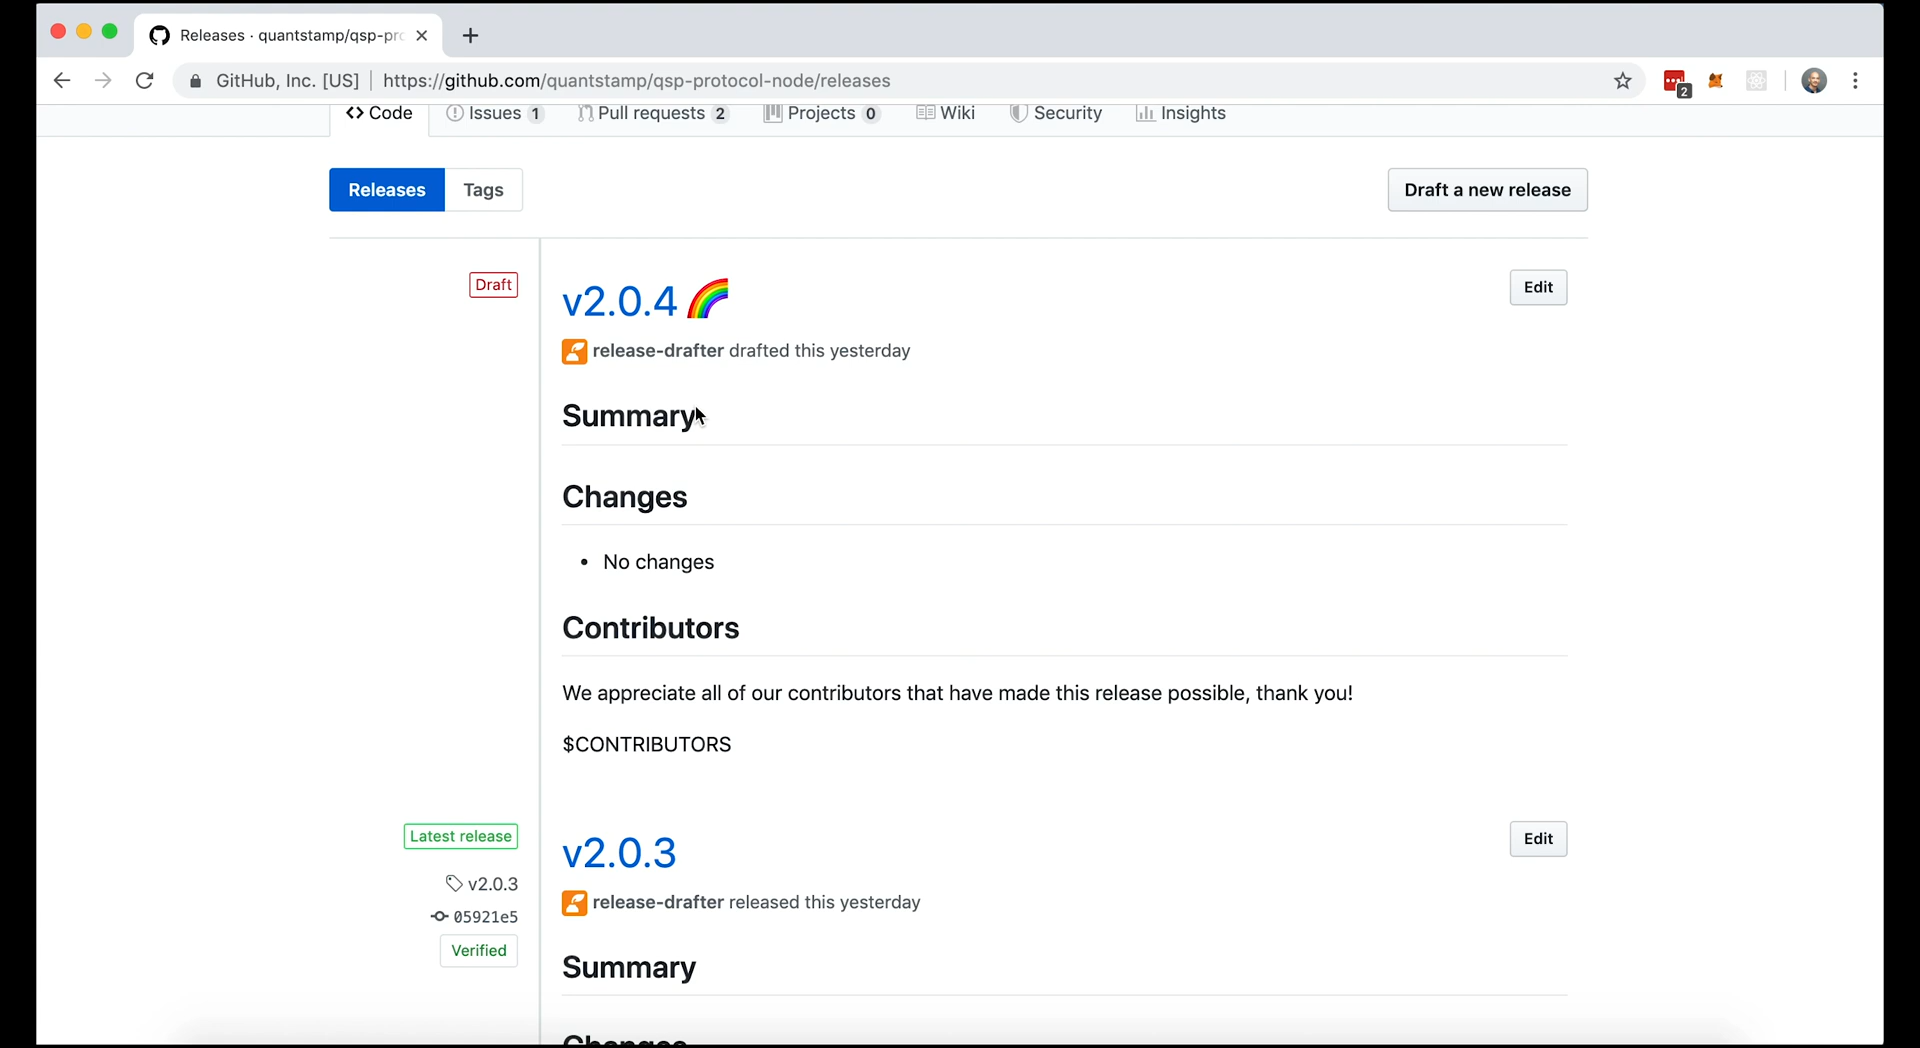 Releases · quantstamp/qsp-pro
GitHub, Inc. [US] https://github.com/quantstamp/qsp-protocol-node/releases
2
Code Issues 1 Pull requests 2 Projects 0 Wiki Security Insights
Releases Tags Draft a new release
Draft v2.0.4 Edit
release-drafter drafted this yesterday
Summary
Changes
• No changes
Contributors
We appreciate all of our contributors that have made this release possible, thank you!
$CONTRIBUTORS
Latest release v2.0.3 Edit
v2.0.3
release-drafter released this yesterday
05921e5
Verified
Summary
Changes